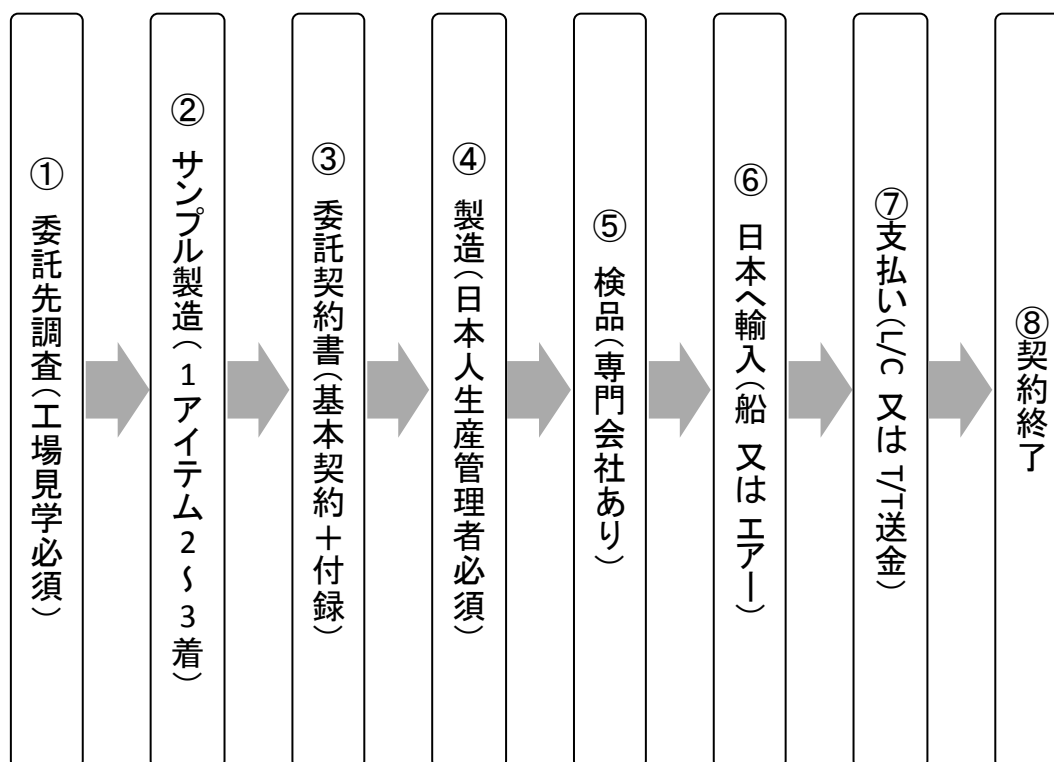 ① 委託先調査（工場見学必須）
② サンプル製造（1アイテム2～3着）
③ 委託契約書（基本契約＋付録）
④ 製造（日本人生産管理者必須）
⑤ 検品（専門会社あり）
⑥ 日本へ輸入（船 又は エアー）
⑦支払い（L/C 又は T/T送金）
⑧契約終了